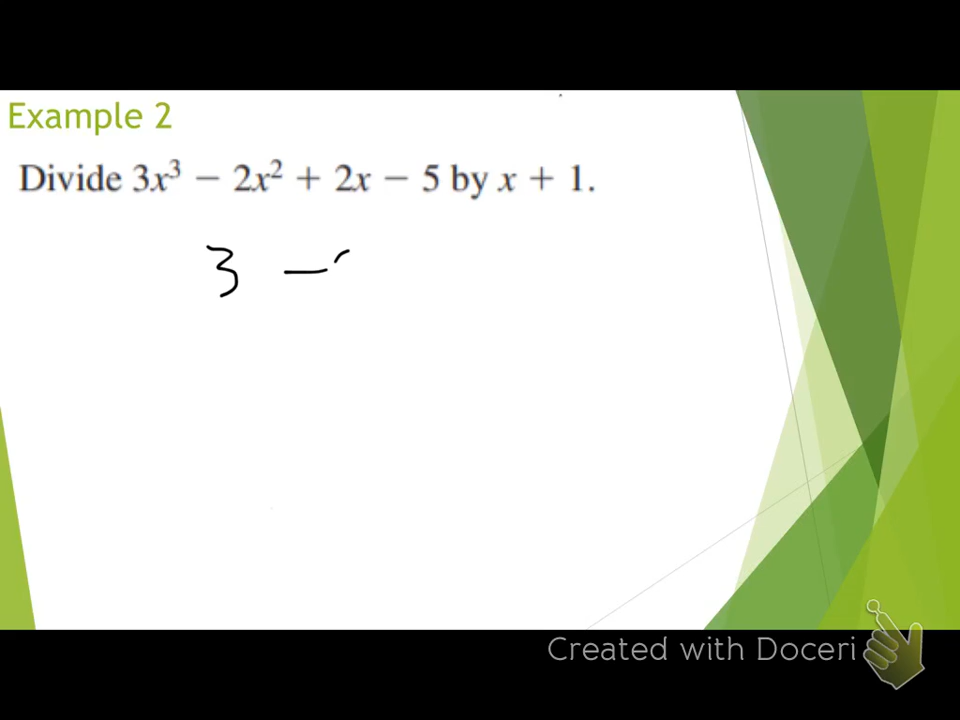 Example 2
Divide 3x³ − 2x² + 2x − 5 by x + 1.
3 −
Created with Doceri